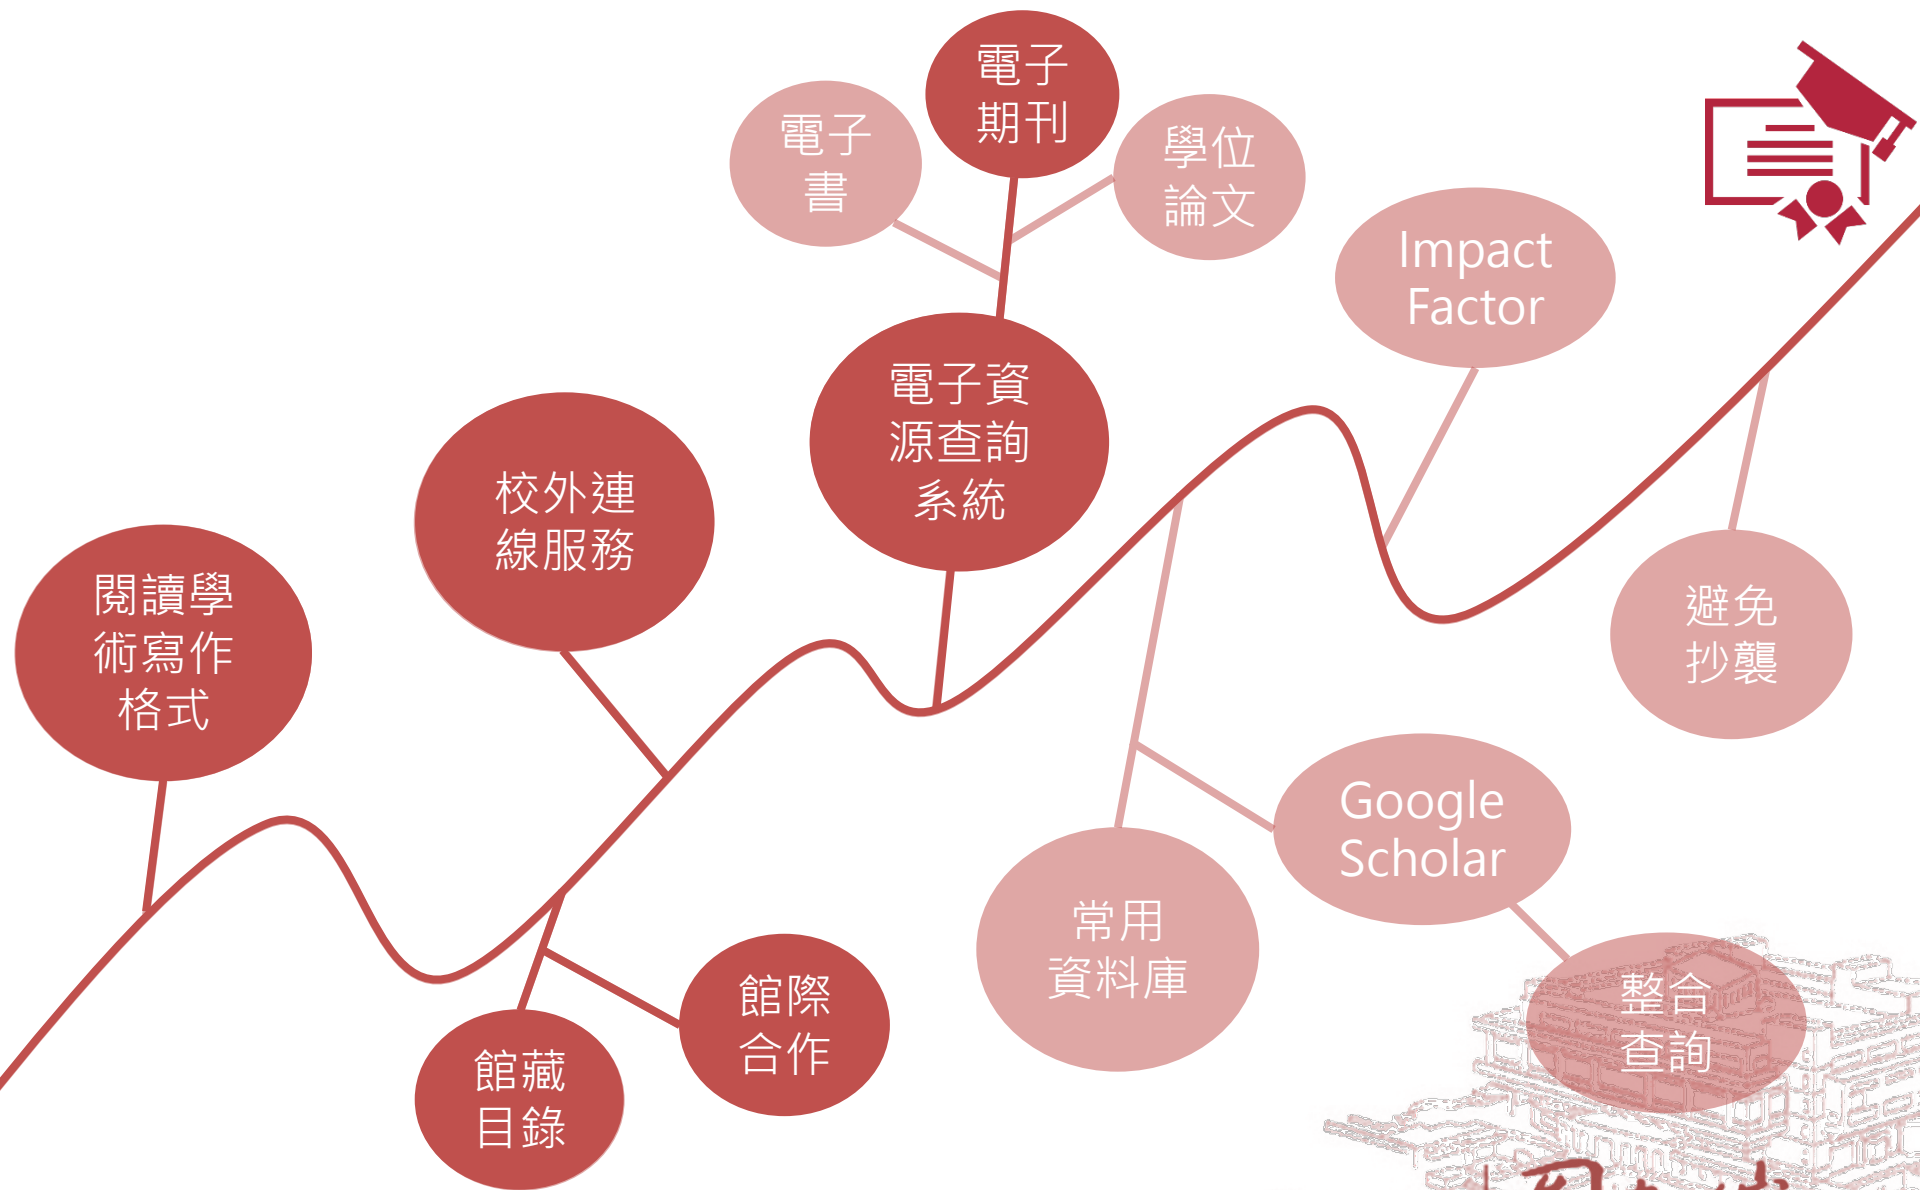 電子
期刊
電子
書
學位
論文
Impact
Factor
電子資
源查詢
系統
校外連
線服務
閱讀學
術寫作
格式
避免
抄襲
Google
Scholar
常用
資料庫
館際
合作
整合
查詢
館藏
目錄